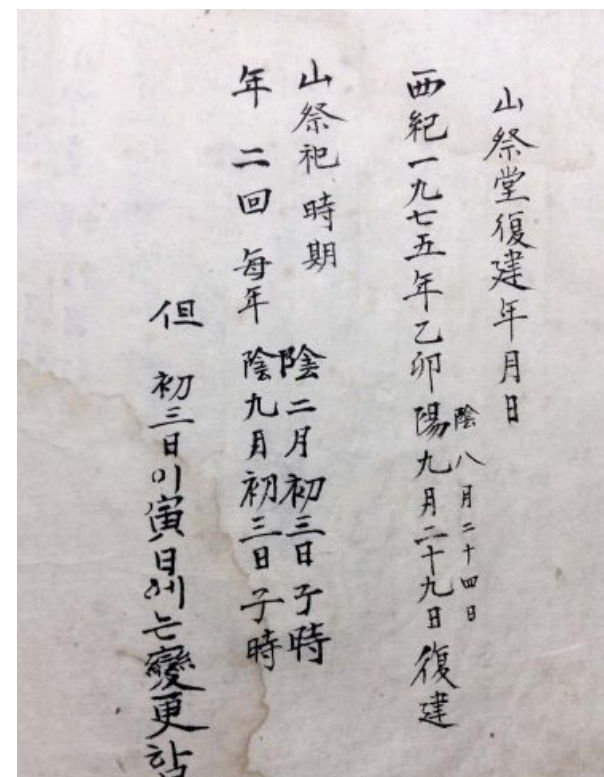 山祭堂復建年月日
陰八月二十四日
西紀一九七五年乙卯陽九月二十九日復建
山祭祀時期
年二回 每年
陰二月初三日子時
陰九月初三日子時
但 初三日이寅日에는變更함